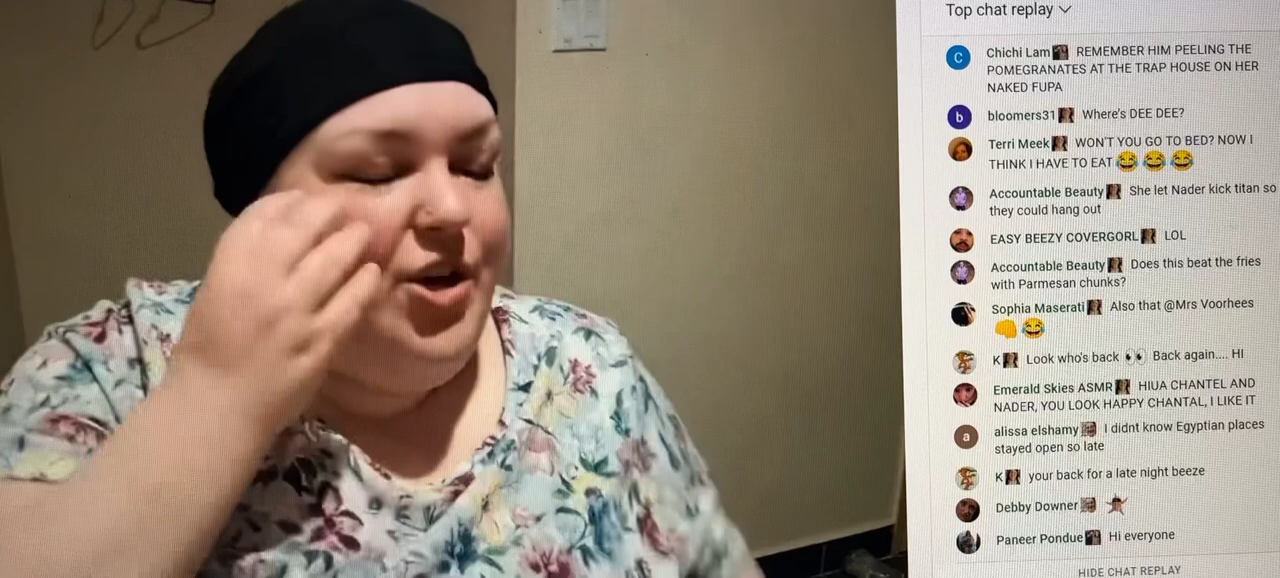 Top chat replay
C
Chichi Lam REMEMBER HIM PEELING THE
POMEGRANATES AT THE TRAP HOUSE ON HER
NAKED FUPA
b
bloomers31 Where's DEE DEE?
Terri Meek WON'T YOU GO TO BED? NOW I
THINK I HAVE TO EAT 😂 😂 😂
Accountable Beauty She let Nader kick titan so
they could hang out
EASY BEEZY COVERGORL LOL
Accountable Beauty Does this beat the fries
with Parmesan chunks?
Sophia Maserati Also that @Mrs Voorhees
👊 😂
K Look who's back 👀 Back again.... HI
Emerald Skies ASMR HIUA CHANTEL AND
NADER, YOU LOOK HAPPY CHANTAL, I LIKE IT
a
alissa elshamy I didnt know Egyptian places
stayed open so late
K your back for a late night beeze
Debby Downer
Paneer Pondue Hi everyone
HIDE CHAT REPLAY